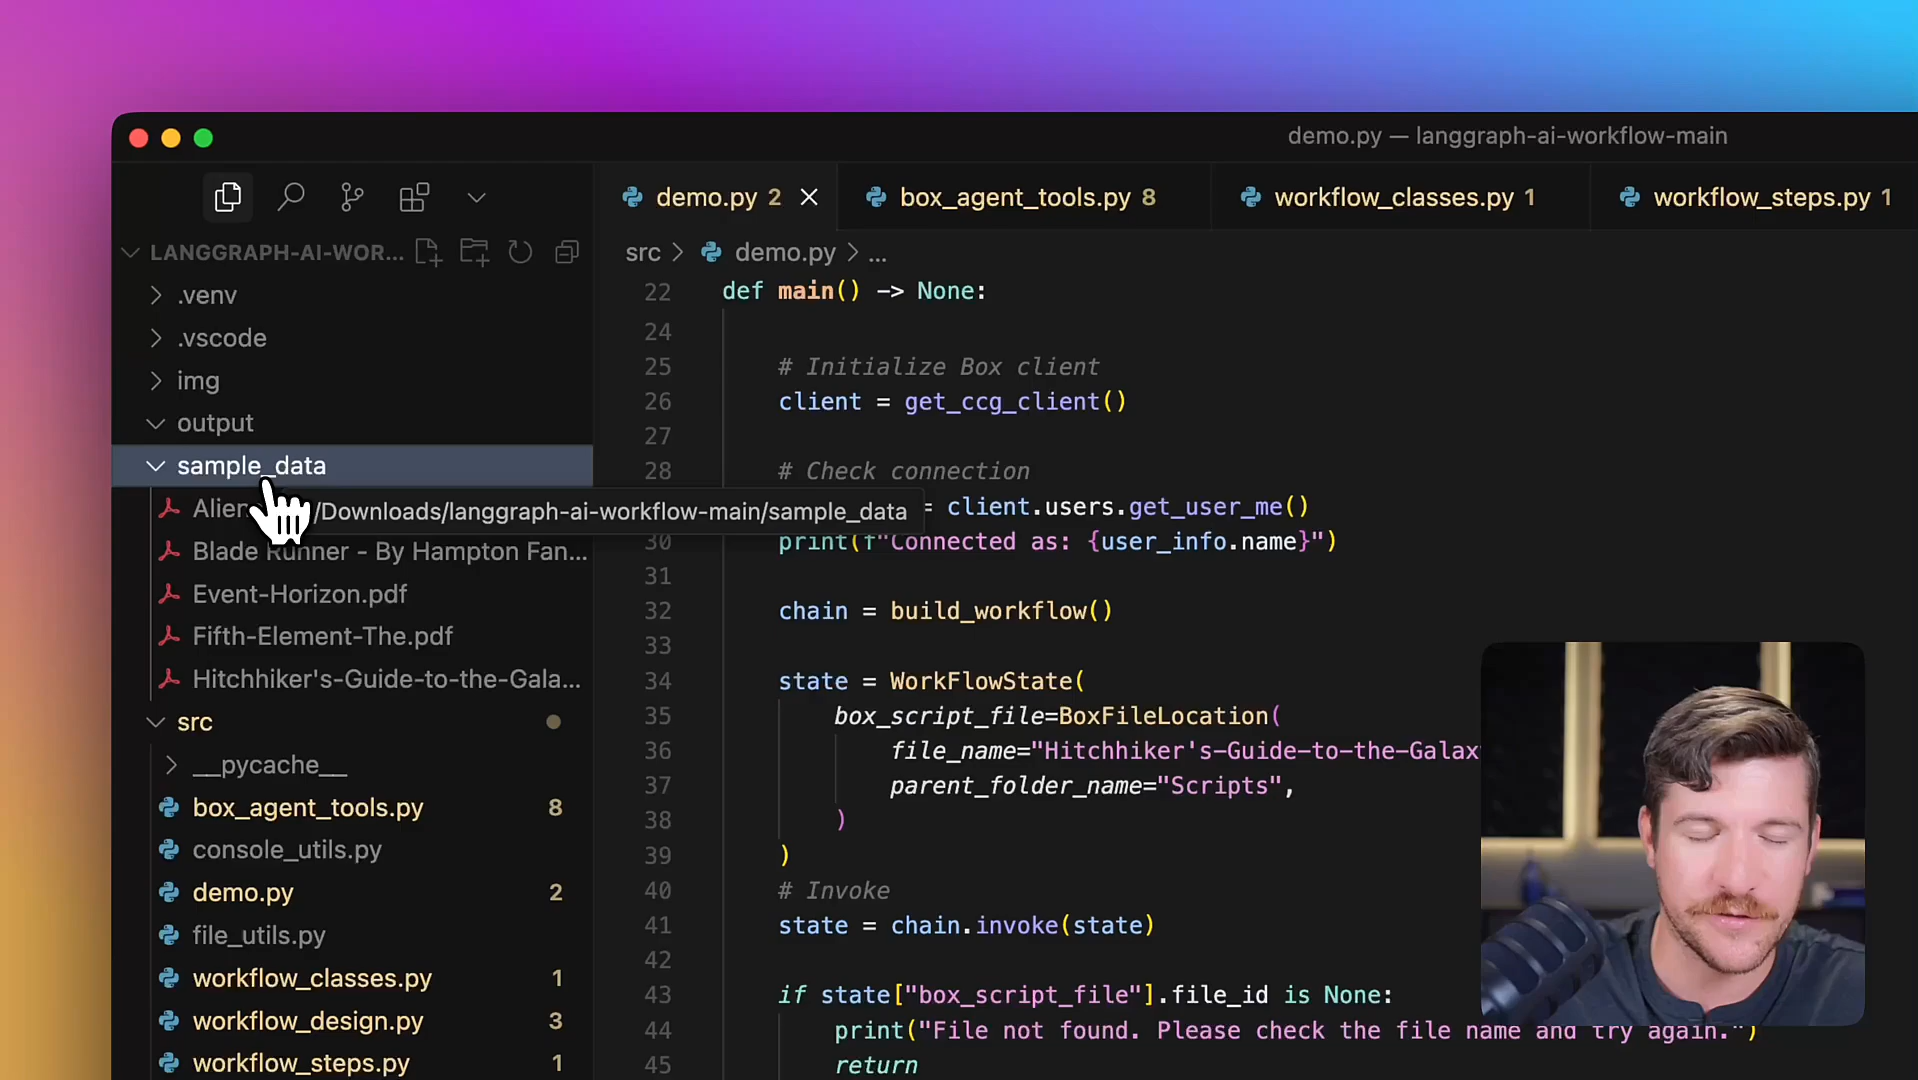 demo.py — langgraph-ai-workflow-main
demo.py 2
box_agent_tools.py 8
workflow_classes.py 1
workflow_steps.py 1
LANGGRAPH-AI-WOR...
.venv
.vscode
img
output
sample_data
/Downloads/langgraph-ai-workflow-main/sample_data
Blade Runner - By Hampton Fan...
Event-Horizon.pdf
Fifth-Element-The.pdf
Hitchhiker's-Guide-to-the-Gala...
src
__pycache__
box_agent_tools.py 8
console_utils.py
demo.py 2
file_utils.py
workflow_classes.py 1
workflow_design.py 3
workflow_steps.py 1
src > demo.py > ...
22 def main() -> None:
24
25 # Initialize Box client
26 client = get_ccg_client()
27
28 # Check connection
= client.users.get_user_me()
30 print(f"Connected as: {user_info.name}")
31
32 chain = build_workflow()
33
34 state = WorkFlowState(
35 box_script_file=BoxFileLocation(
36 file_name="Hitchhiker's-Guide-to-the-Galax
37 parent_folder_name="Scripts",
38 )
39 )
40 # Invoke
41 state = chain.invoke(state)
42
43 if state["box_script_file"].file_id is None:
44 print("File not found. Please check the file name and try again.")
45 return